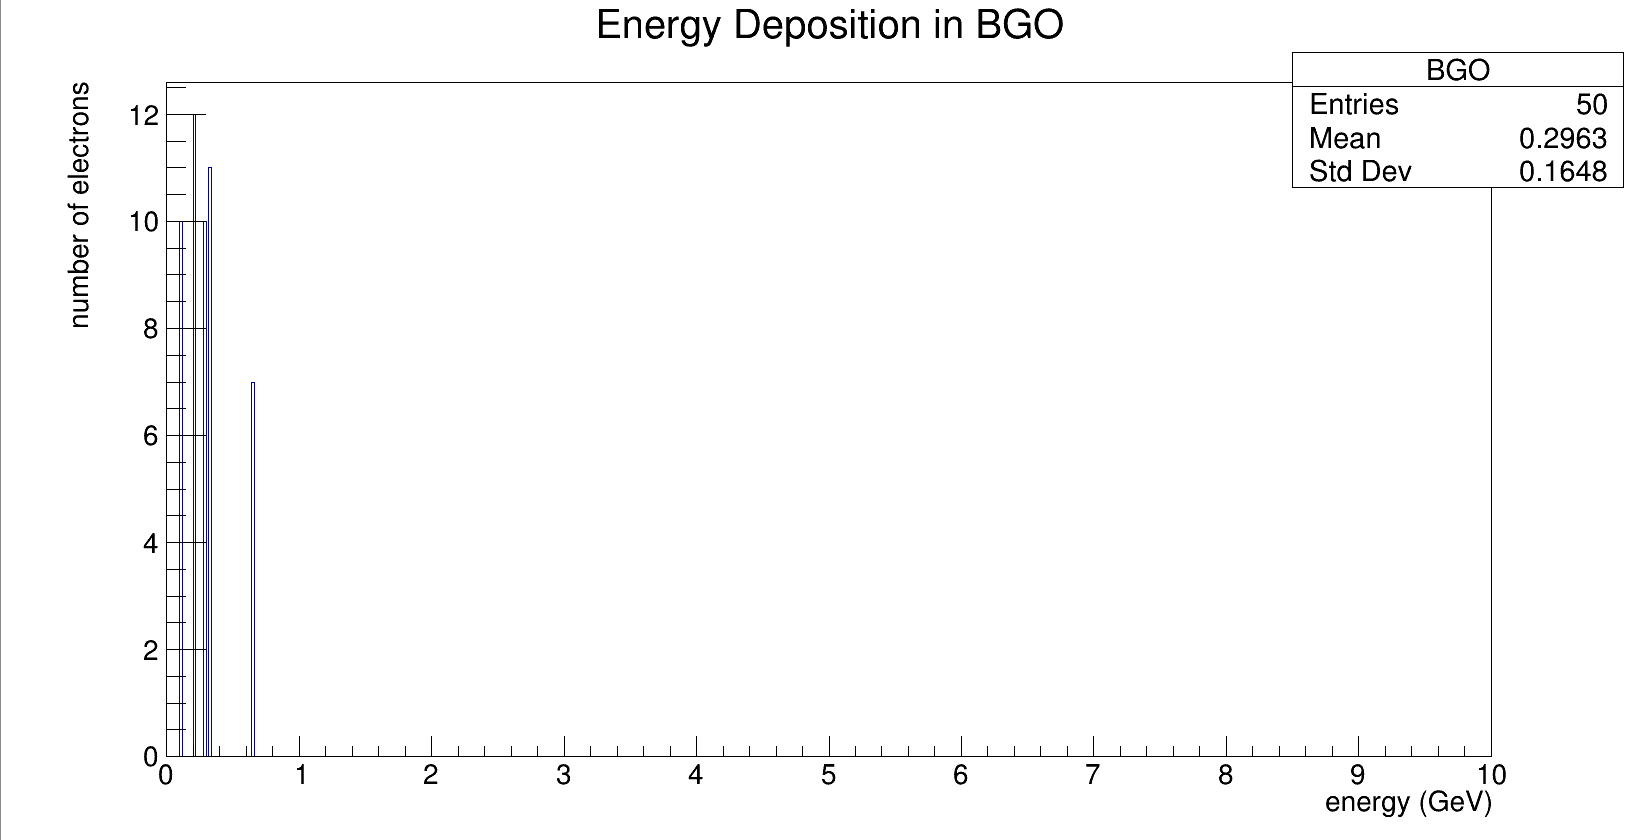 Energy Deposition in BGO
BGO
Entries 50
Mean 0.2963
Std Dev 0.1648
number of electrons
12
10
8
6
4
2
0
0 1 2 3 4 5 6 7 8 9 10
energy (GeV)